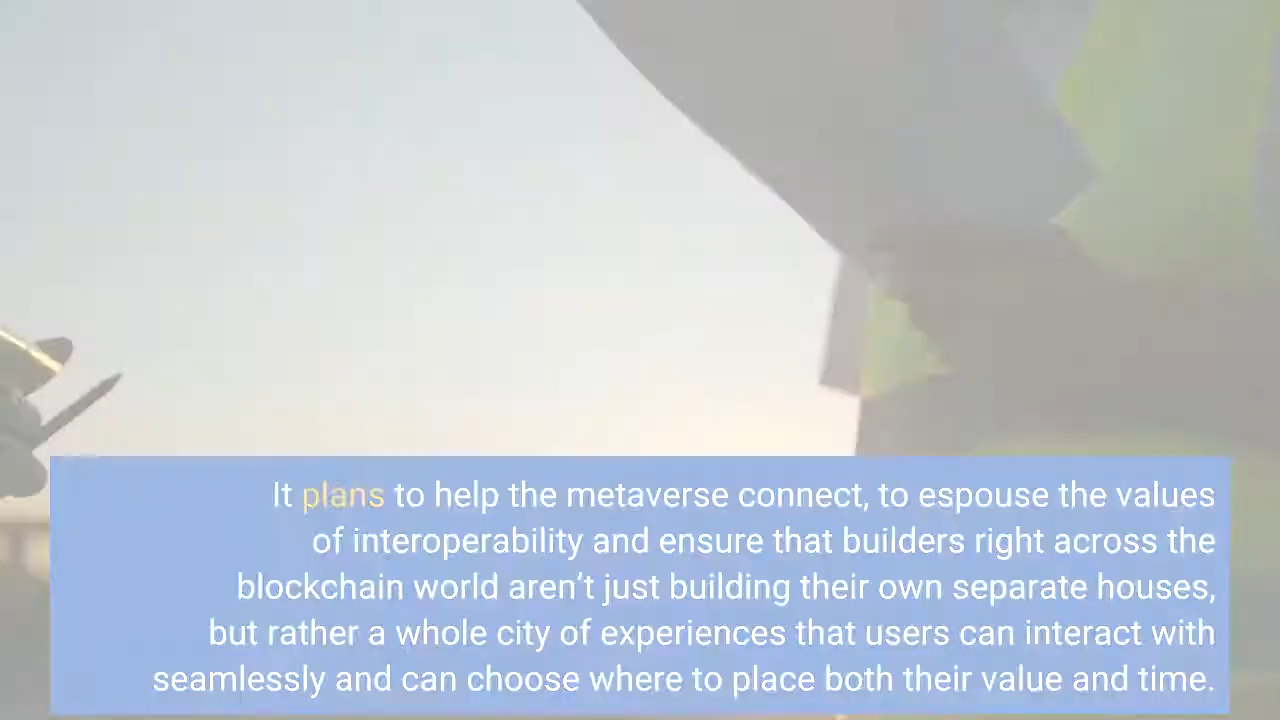 It plans to help the metaverse connect, to espouse the values
of interoperability and ensure that builders right across the
blockchain world aren’t just building their own separate houses,
but rather a whole city of experiences that users can interact with
seamlessly and can choose where to place both their value and time.